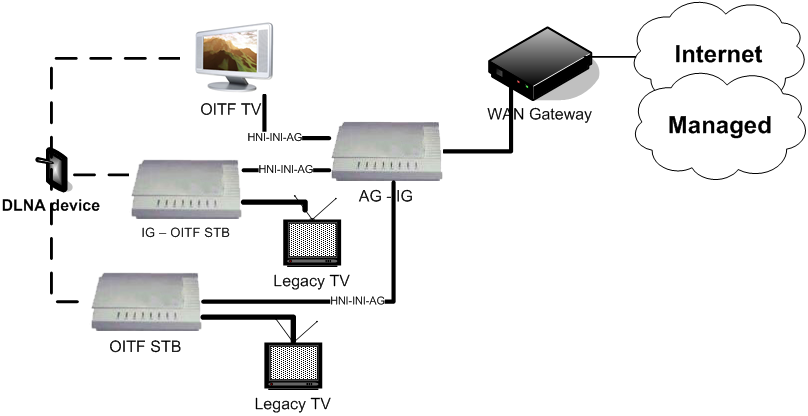 Internet
OITF TV
WAN Gateway
Managed
HNI-INI-AG
HNI-INI-AG
AG - IG
DLNA device
IG – OITF STB
Legacy TV
HNI-INI-AG
OITF STB
Legacy TV